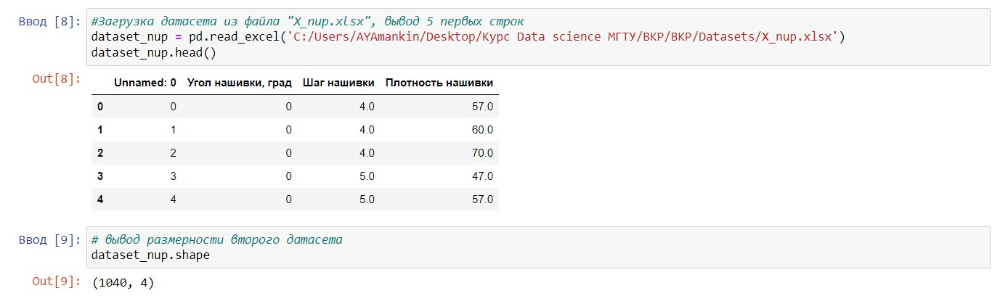 Ввод [8]: #Загрузка датасета из файла "X_nup.xlsx", вывод 5 первых строк
dataset_nup = pd.read_excel('C:/Users/AYAmankin/Desktop/Курс Data science МГТУ/ВКР/ВКР/Datasets/X_nup.xlsx')
dataset_nup.head()
Out[8]:
Unnamed: 0 Угол нашивки, град Шаг нашивки Плотность нашивки
0 0 0 4.0 57.0
1 1 0 4.0 60.0
2 2 0 4.0 70.0
3 3 0 5.0 47.0
4 4 0 5.0 57.0
Ввод [9]: # вывод размерности второго датасета
dataset_nup.shape
Out[9]: (1040, 4)